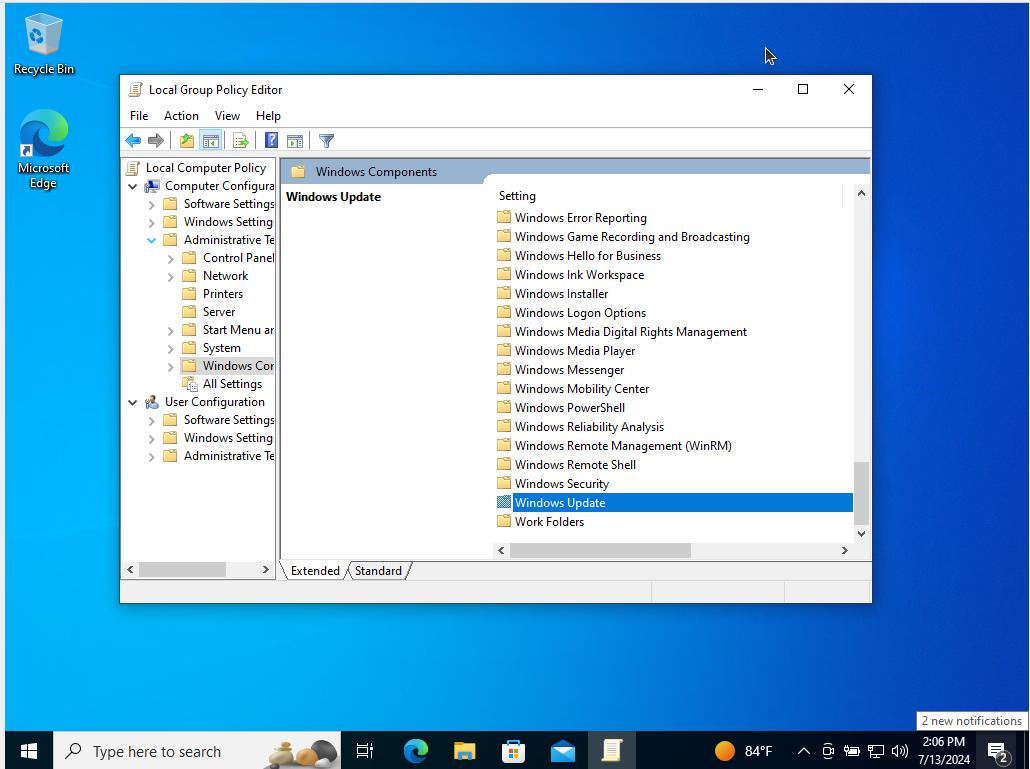 Recycle Bin
Microsoft
Edge
Local Group Policy Editor
File Action View Help
Local Computer Policy
Computer Configura
Software Settings
Windows Setting
Administrative Te
Control Panel
Network
Printers
Server
Start Menu ar
System
Windows Cor
All Settings
User Configuration
Software Settings
Windows Setting
Administrative Te
Windows Components
Windows Update
Setting
Windows Error Reporting
Windows Game Recording and Broadcasting
Windows Hello for Business
Windows Ink Workspace
Windows Installer
Windows Logon Options
Windows Media Digital Rights Management
Windows Media Player
Windows Messenger
Windows Mobility Center
Windows PowerShell
Windows Reliability Analysis
Windows Remote Management (WinRM)
Windows Remote Shell
Windows Security
Windows Update
Work Folders
Extended Standard
2 new notifications
Type here to search
84°F
2:06 PM
7/13/2024
2